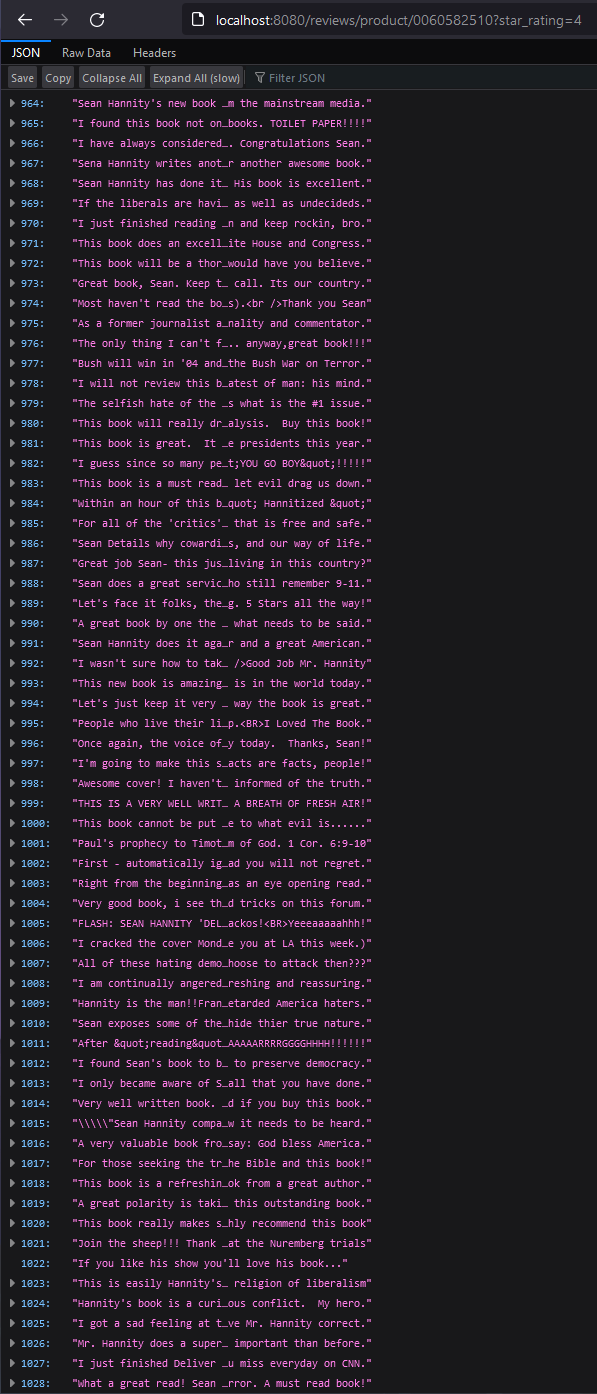 localhost:8080/reviews/product/0060582510?star_rating=4
JSON Raw Data Headers
Save Copy Collapse All Expand All (slow) Filter JSON
964: "Sean Hannity's new book …m the mainstream media."
965: "I found this book not on…books. TOILET PAPER!!!!"
966: "I have always considered…. Congratulations Sean."
967: "Sena Hannity writes anot…r another awesome book."
968: "Sean Hannity has done it… His book is excellent."
969: "If the liberals are havi… as well as undecideds."
970: "I just finished reading …n and keep rockin, bro."
971: "This book does an excell…ite House and Congress."
972: "This book will be a thor…would have you believe."
973: "Great book, Sean. Keep t… call. Its our country."
974: "Most haven't read the bo…s).<br />Thank you Sean"
975: "As a former journalist a…nality and commentator."
976: "The only thing I can't f….. anyway,great book!!!"
977: "Bush will win in '04 and…the Bush War on Terror."
978: "I will not review this b…atest of man: his mind."
979: "The selfish hate of the …s what is the #1 issue."
980: "This book will really dr…alysis.  Buy this book!"
981: "This book is great.  It …e presidents this year."
982: "I guess since so many pe…t;YOU GO BOY&quot;!!!!!"
983: "This book is a must read… let evil drag us down."
984: "Within an hour of this b…quot; Hannitized &quot;"
985: "For all of the 'critics'… that is free and safe."
986: "Sean Details why cowardi…s, and our way of life."
987: "Great job Sean- this jus…living in this country?"
988: "Sean does a great servic…ho still remember 9-11."
989: "Let's face it folks, the…g. 5 Stars all the way!"
990: "A great book by one the … what needs to be said."
991: "Sean Hannity does it aga…r and a great American."
992: "I wasn't sure how to tak… />Good Job Mr. Hannity"
993: "This new book is amazing… is in the world today."
994: "Let's just keep it very … way the book is great."
995: "People who live their li…p.<BR>I Loved The Book."
996: "Once again, the voice of…y today.  Thanks, Sean!"
997: "I'm going to make this s…acts are facts, people!"
998: "Awesome cover! I haven't… informed of the truth."
999: "THIS IS A VERY WELL WRIT… A BREATH OF FRESH AIR!"
1000: "This book cannot be put …e to what evil is......"
1001: "Paul's prophecy to Timot…m of God. 1 Cor. 6:9-10"
1002: "First - automatically ig…ad you will not regret."
1003: "Right from the beginning…as an eye opening read."
1004: "Very good book, i see th…d tricks on this forum."
1005: "FLASH: SEAN HANNITY 'DEL…ackos!<BR>Yeeeaaaaahhh!"
1006: "I cracked the cover Mond…e you at LA this week.)"
1007: "All of these hating demo…hoose to attack then???"
1008: "I am continually angered…reshing and reassuring."
1009: "Hannity is the man!!Fran…etarded America haters."
1010: "Sean exposes some of the…hide thier true nature."
1011: "After &quot;reading&quot…AAAAARRRRGGGGHHHH!!!!!!"
1012: "I found Sean's book to b… to preserve democracy."
1013: "I only became aware of S…all that you have done."
1014: "Very well written book. …d if you buy this book."
1015: "\\\\\"Sean Hannity compa…w it needs to be heard."
1016: "A very valuable book fro…say: God bless America."
1017: "For those seeking the tr…he Bible and this book!"
1018: "This book is a refreshin…ok from a great author."
1019: "A great polarity is taki… this outstanding book."
1020: "This book really makes s…hly recommend this book"
1021: "Join the sheep!!! Thank …at the Nuremberg trials"
1022: "If you like his show you'll love his book..."
1023: "This is easily Hannity's… religion of liberalism"
1024: "Hannity's book is a curi…ous conflict.  My hero."
1025: "I got a sad feeling at t…ve Mr. Hannity correct."
1026: "Mr. Hannity does a super… important than before."
1027: "I just finished Deliver …u miss everyday on CNN."
1028: "What a great read! Sean …rror. A must read book!"